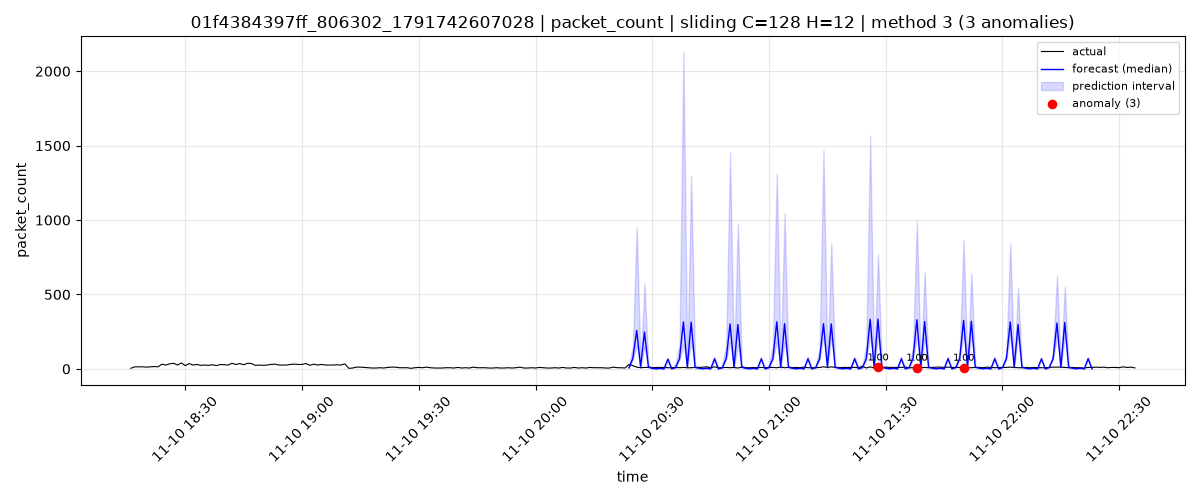 01f4384397ff_806302_1791742607028 | packet_count | sliding C=128 H=12 | method 3 (3 anomalies)
actual
forecast (median)
prediction interval
anomaly (3)
packet_count
2000
1500
1000
500
0
1.00 1.00 1.00
11-10 18:30 11-10 19:00 11-10 19:30 11-10 20:00 11-10 20:30 11-10 21:00 11-10 21:30 11-10 22:00 11-10 22:30
time